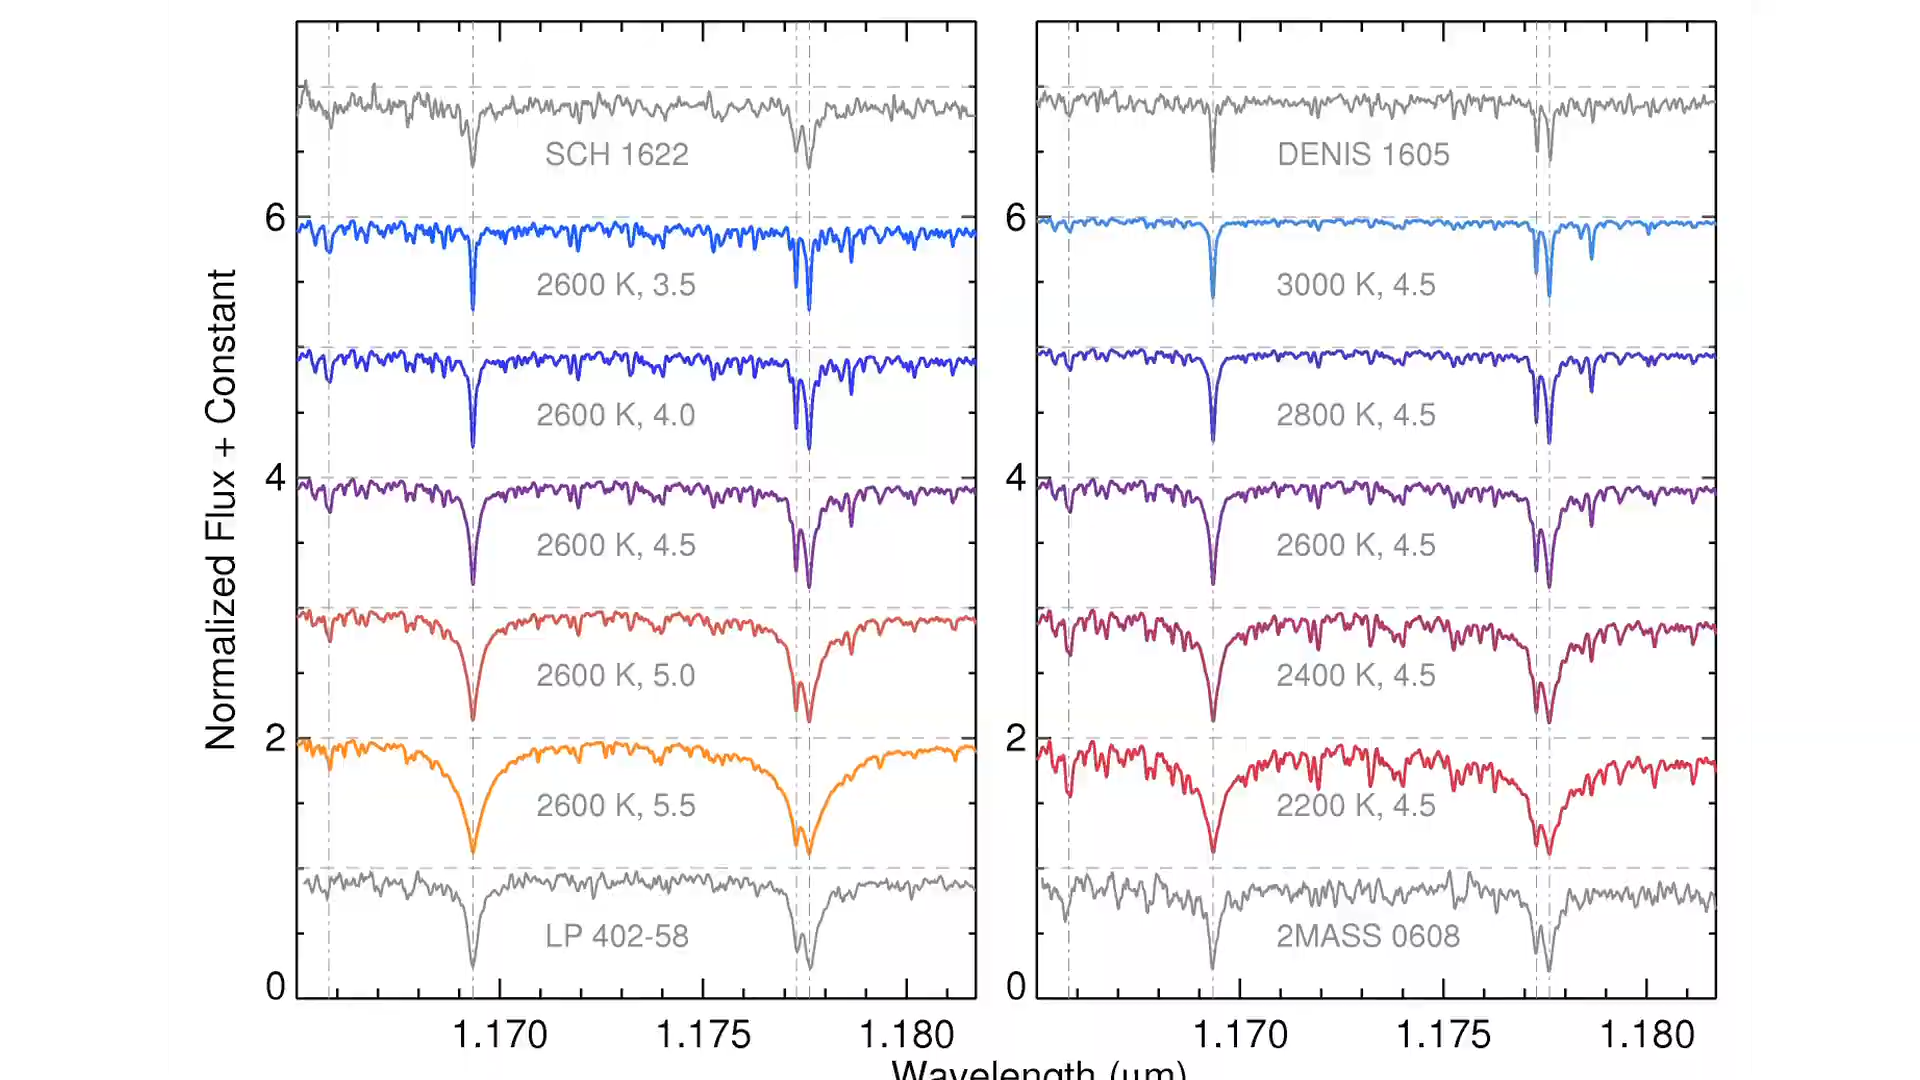 Normalized Flux + Constant
6
4
2
0
SCH 1622
2600 K, 3.5
2600 K, 4.0
2600 K, 4.5
2600 K, 5.0
2600 K, 5.5
LP 402-58
1.170 1.175 1.180
6
4
2
0
DENIS 1605
3000 K, 4.5
2800 K, 4.5
2600 K, 4.5
2400 K, 4.5
2200 K, 4.5
2MASS 0608
1.170 1.175 1.180
Wavelength (μm)